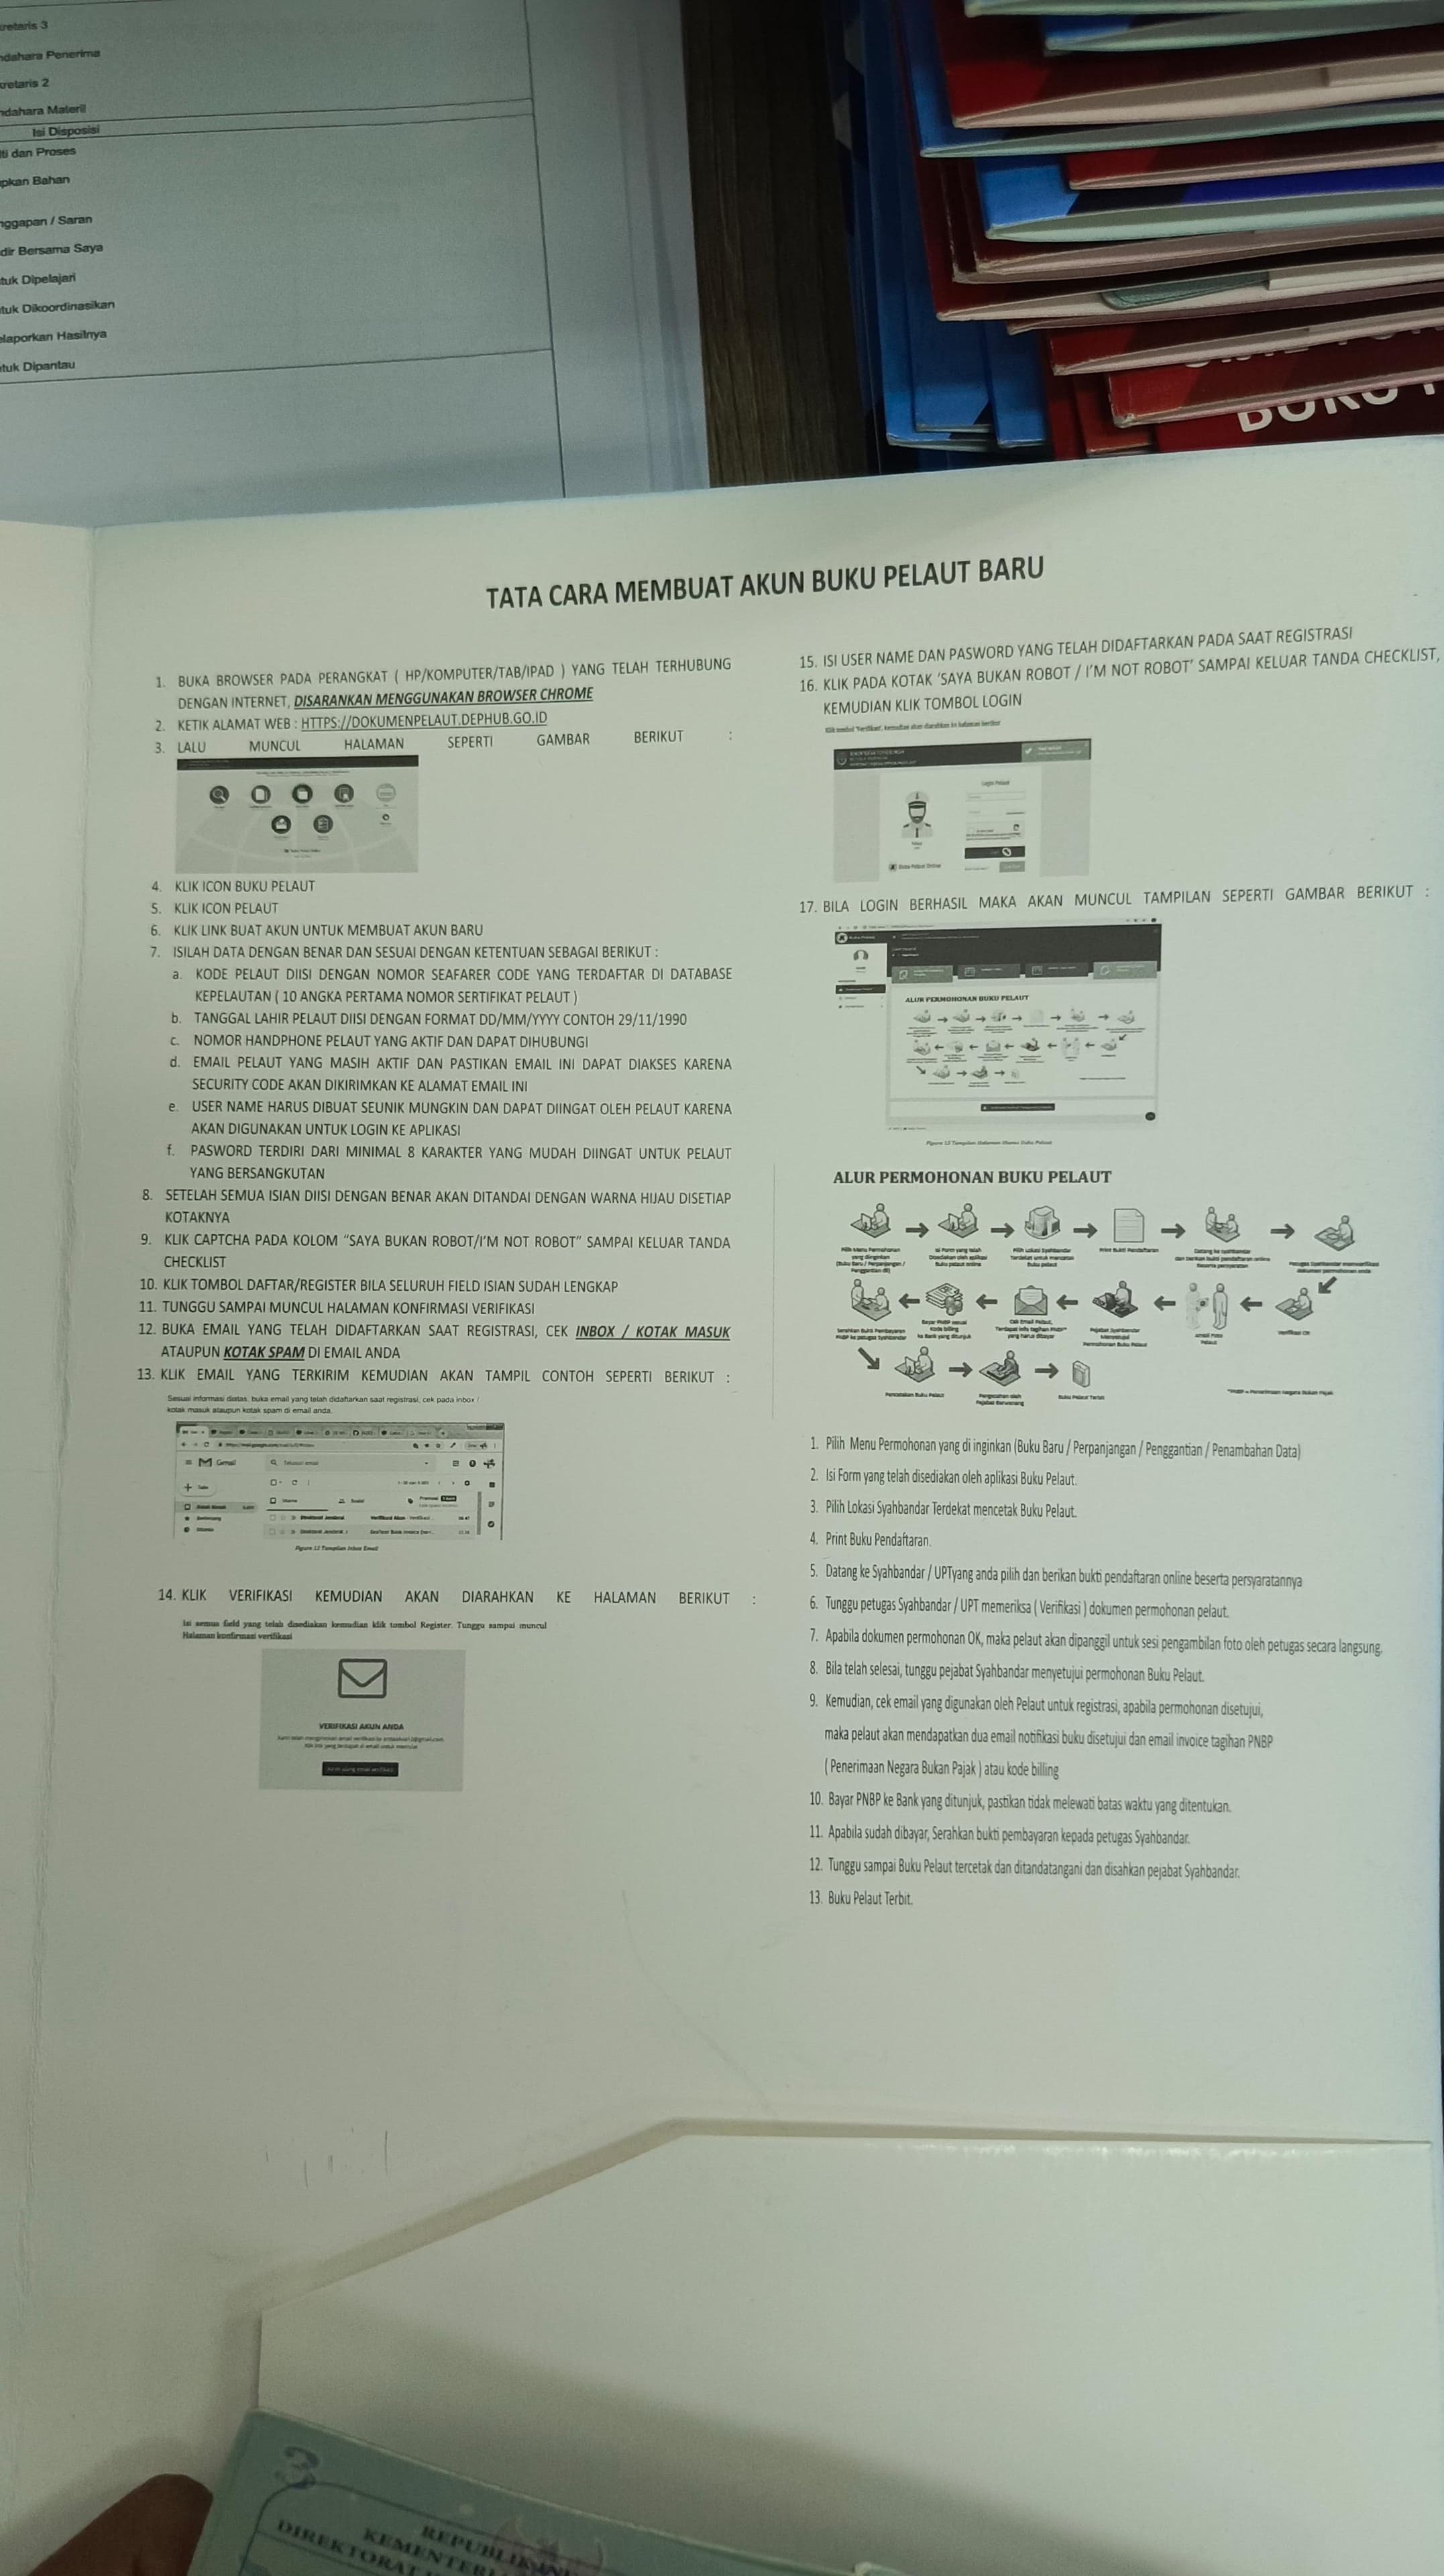 retaris 3
ndahara Penerima
kretaris 2
ndahara Materil
Isi Disposisi
iti dan Proses
pkan Bahan
nggapan / Saran
dir Bersama Saya
tuk Dipelajari
tuk Dikoordinasikan
elaporkan Hasilnya
tuk Dipantau
TATA CARA MEMBUAT AKUN BUKU PELAUT BARU
1. BUKA BROWSER PADA PERANGKAT ( HP/KOMPUTER/TAB/IPAD ) YANG TELAH TERHUBUNG
DENGAN INTERNET, DISARANKAN MENGGUNAKAN BROWSER CHROME
2. KETIK ALAMAT WEB : HTTPS://DOKUMENPELAUT.DEPHUB.GO.ID
3. LALU MUNCUL HALAMAN SEPERTI GAMBAR BERIKUT :
4. KLIK ICON BUKU PELAUT
5. KLIK ICON PELAUT
6. KLIK LINK BUAT AKUN UNTUK MEMBUAT AKUN BARU
7. ISILAH DATA DENGAN BENAR DAN SESUAI DENGAN KETENTUAN SEBAGAI BERIKUT :
a. KODE PELAUT DIISI DENGAN NOMOR SEAFARER CODE YANG TERDAFTAR DI DATABASE
KEPELAUTAN ( 10 ANGKA PERTAMA NOMOR SERTIFIKAT PELAUT )
b. TANGGAL LAHIR PELAUT DIISI DENGAN FORMAT DD/MM/YYYY CONTOH 29/11/1990
c. NOMOR HANDPHONE PELAUT YANG AKTIF DAN DAPAT DIHUBUNGI
d. EMAIL PELAUT YANG MASIH AKTIF DAN PASTIKAN EMAIL INI DAPAT DIAKSES KARENA
SECURITY CODE AKAN DIKIRIMKAN KE ALAMAT EMAIL INI
e. USER NAME HARUS DIBUAT SEUNIK MUNGKIN DAN DAPAT DIINGAT OLEH PELAUT KARENA
AKAN DIGUNAKAN UNTUK LOGIN KE APLIKASI
f. PASWORD TERDIRI DARI MINIMAL 8 KARAKTER YANG MUDAH DIINGAT UNTUK PELAUT
YANG BERSANGKUTAN
8. SETELAH SEMUA ISIAN DIISI DENGAN BENAR AKAN DITANDAI DENGAN WARNA HIJAU DISETIAP
KOTAKNYA
9. KLIK CAPTCHA PADA KOLOM “SAYA BUKAN ROBOT/I’M NOT ROBOT” SAMPAI KELUAR TANDA
CHECKLIST
10. KLIK TOMBOL DAFTAR/REGISTER BILA SELURUH FIELD ISIAN SUDAH LENGKAP
11. TUNGGU SAMPAI MUNCUL HALAMAN KONFIRMASI VERIFIKASI
12. BUKA EMAIL YANG TELAH DIDAFTARKAN SAAT REGISTRASI, CEK INBOX / KOTAK MASUK
ATAUPUN KOTAK SPAM DI EMAIL ANDA
13. KLIK EMAIL YANG TERKIRIM KEMUDIAN AKAN TAMPIL CONTOH SEPERTI BERIKUT :
Sesuai informasi diatas, buka email yang telah didaftarkan saat registrasi, cek pada inbox /
kotak masuk ataupun kotak spam di email anda.
Gmail
Figure 12 Tampilan Inbox Email
14. KLIK VERIFIKASI KEMUDIAN AKAN DIARAHKAN KE HALAMAN BERIKUT :
Isi semua field yang telah disediakan kemudian klik tombol Register. Tunggu sampai muncul
Halaman konfirmasi verifikasi
VERIFIKASI AKUN ANDA
15. ISI USER NAME DAN PASWORD YANG TELAH DIDAFTARKAN PADA SAAT REGISTRASI
16. KLIK PADA KOTAK ‘SAYA BUKAN ROBOT / I’M NOT ROBOT’ SAMPAI KELUAR TANDA CHECKLIST,
KEMUDIAN KLIK TOMBOL LOGIN
Klik tombol 'Verifikasi', kemudian akan diarahkan ke halaman berikut
Login Pelaut
17. BILA LOGIN BERHASIL MAKA AKAN MUNCUL TAMPILAN SEPERTI GAMBAR BERIKUT :
ALUR PERMOHONAN BUKU PELAUT
ALUR PERMOHONAN BUKU PELAUT
Print Bukti Pendaftaran
Verifikasi OK
Pencetakan Buku Pelaut
Buku Pelaut Terbit
*PNBP = Penerimaan Negara Bukan Pajak
1. Pilih Menu Permohonan yang di inginkan (Buku Baru / Perpanjangan / Penggantian / Penambahan Data)
2. Isi Form yang telah disediakan oleh aplikasi Buku Pelaut.
3. Pilih Lokasi Syahbandar Terdekat mencetak Buku Pelaut.
4. Print Buku Pendaftaran.
5. Datang ke Syahbandar / UPTyang anda pilih dan berikan bukti pendaftaran online beserta persyaratannya
6. Tunggu petugas Syahbandar / UPT memeriksa ( Verifikasi ) dokumen permohonan pelaut.
7. Apabila dokumen permohonan OK, maka pelaut akan dipanggil untuk sesi pengambilan foto oleh petugas secara langsung.
8. Bila telah selesai, tunggu pejabat Syahbandar menyetujui permohonan Buku Pelaut.
9. Kemudian, cek email yang digunakan oleh Pelaut untuk registrasi, apabila permohonan disetujui,
maka pelaut akan mendapatkan dua email notifikasi buku disetujui dan email invoice tagihan PNBP
( Penerimaan Negara Bukan Pajak ) atau kode billing
10. Bayar PNBP ke Bank yang ditunjuk, pastikan tidak melewati batas waktu yang ditentukan.
11. Apabila sudah dibayar, Serahkan bukti pembayaran kepada petugas Syahbandar.
12. Tunggu sampai Buku Pelaut tercetak dan ditandatangani dan disahkan pejabat Syahbandar.
13. Buku Pelaut Terbit.
3
REPUBLIK
KEMENTERI
DIREKTORAT